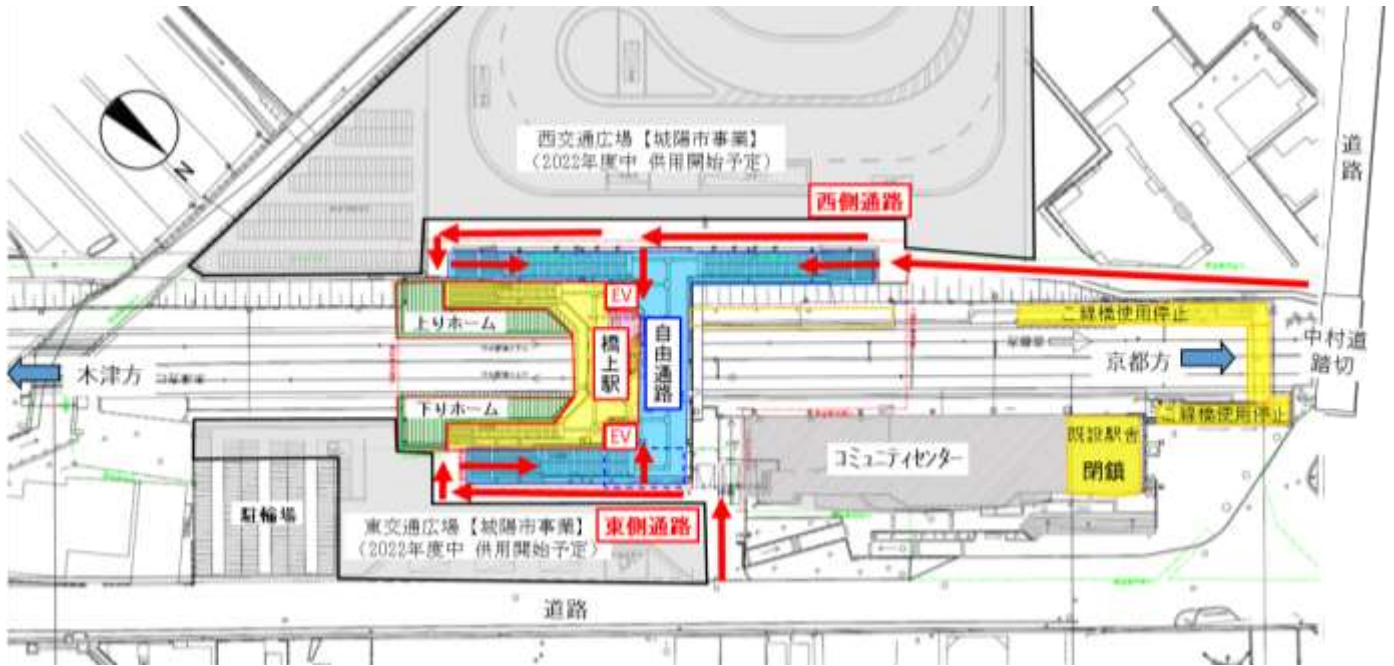 西交通広場【城陽市事業】
(2022年度中 供用開始予定)
道路
西側通路
N
EV
こ線橋使用停止
上りホーム
橋上駅
自由通路
中村道踏切
京都方
木津方
下りホーム
こ線橋使用停止
EV
既設駅舎
閉鎖
コミュニティセンター
駐輪場
東交通広場【城陽市事業】
(2022年度中 供用開始予定)
東側通路
道路